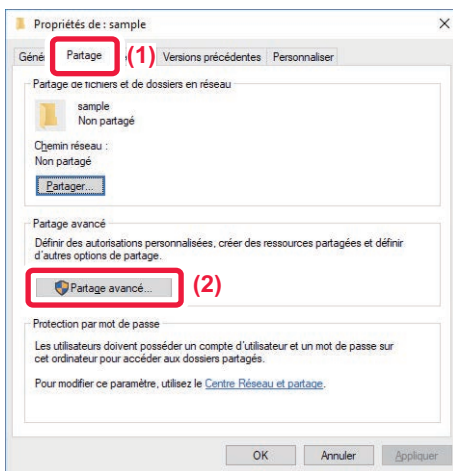 Propriétés de : sample
Géné Partage (1) Versions précédentes Personnaliser
Partage de fichiers et de dossiers en réseau
sample
Non partagé
Chemin réseau :
Non partagé
Partager...
Partage avancé
Définir des autorisations personnalisées, créer des ressources partagées et définir
d'autres options de partage.
Partage avancé... (2)
Protection par mot de passe
Les utilisateurs doivent posséder un compte d'utilisateur et un mot de passe sur
cet ordinateur pour accéder aux dossiers partagés.
Pour modifier ce paramètre, utilisez le Centre Réseau et partage.
OK Annuler Appliquer